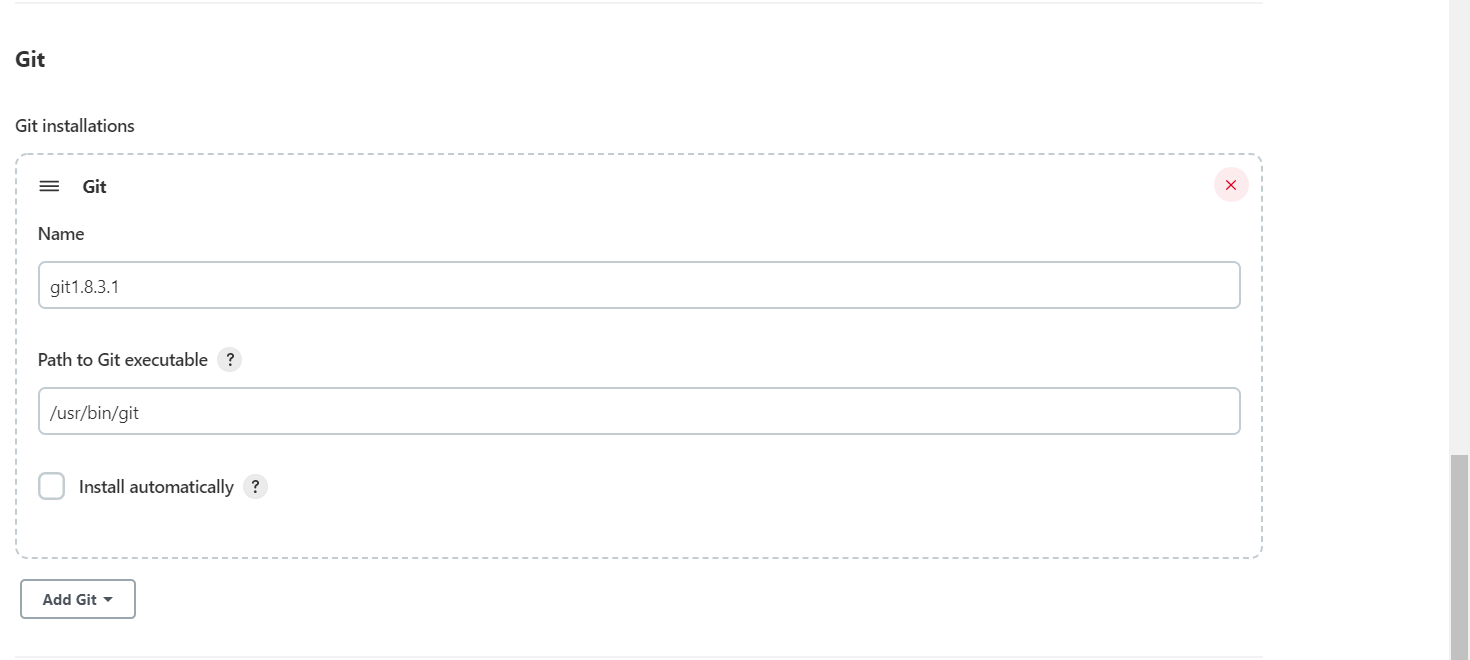 Git
Git installations
Git
Name
git1.8.3.1
Path to Git executable ?
/usr/bin/git
Install automatically ?
Add Git